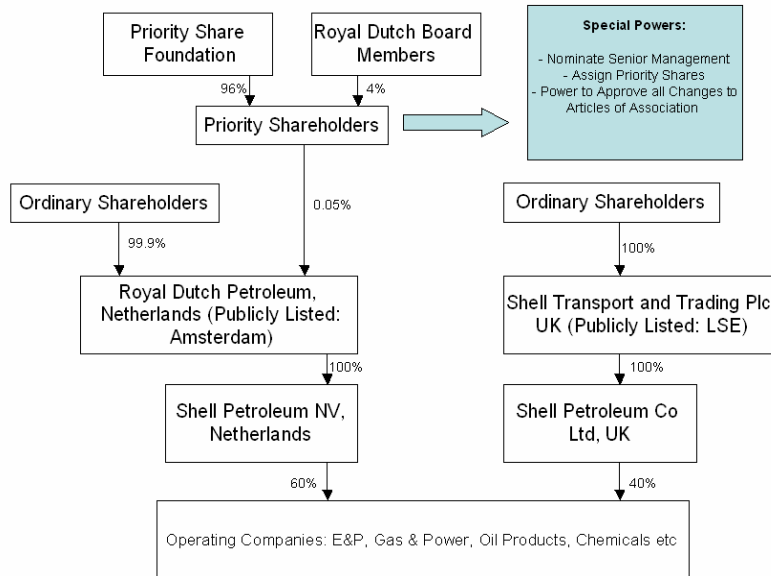 Priority Share
Foundation
Royal Dutch Board
Members
Special Powers:
- Nominate Senior Management
- Assign Priority Shares
- Power to Approve all Changes to
Articles of Association
96%
4%
Priority Shareholders
Ordinary Shareholders
0.05%
Ordinary Shareholders
99.9%
100%
Royal Dutch Petroleum,
Netherlands (Publicly Listed:
Amsterdam)
Shell Transport and Trading Plc
UK (Publicly Listed: LSE)
100%
100%
Shell Petroleum NV,
Netherlands
Shell Petroleum Co
Ltd, UK
60%
40%
Operating Companies: E&P, Gas & Power, Oil Products, Chemicals etc